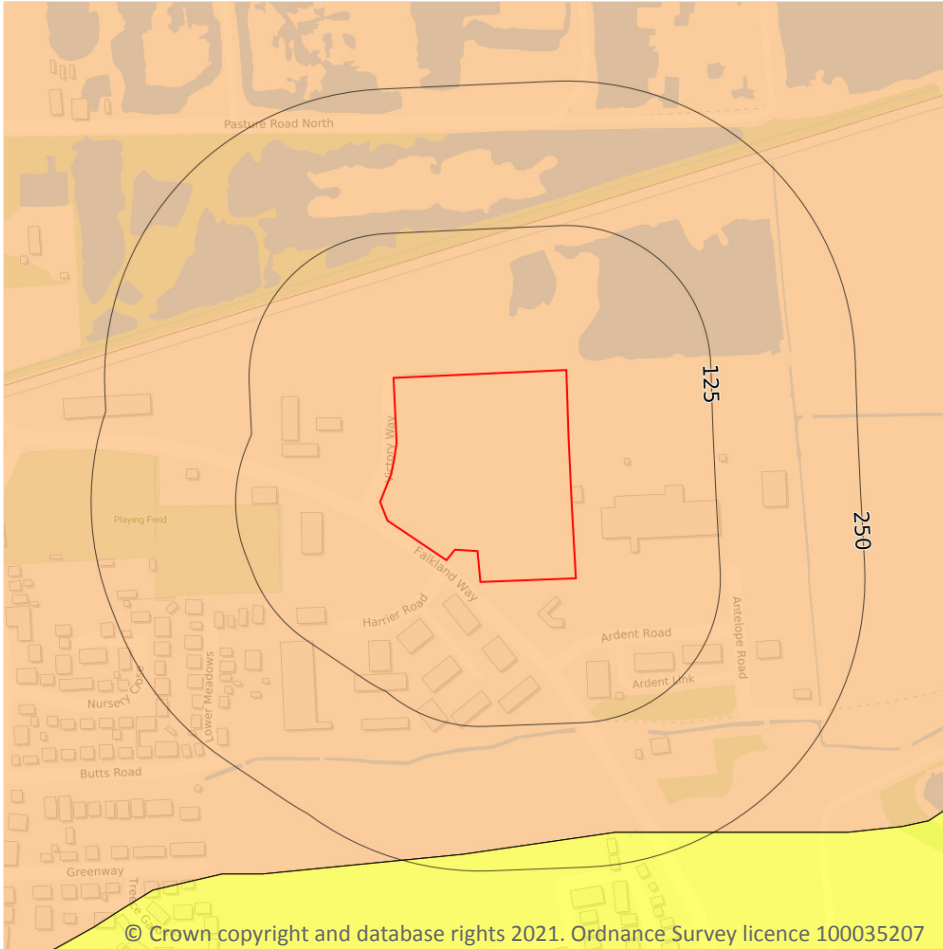 Pasture Road North
125
Victory Way
250
Playing Field
Falkland Way
Harrier Road
Ardent Road
Antelope Road
Ardent Link
Lower Meadows
Nursery Close
Butts Road
Greenway
© Crown copyright and database rights 2021. Ordnance Survey licence 100035207